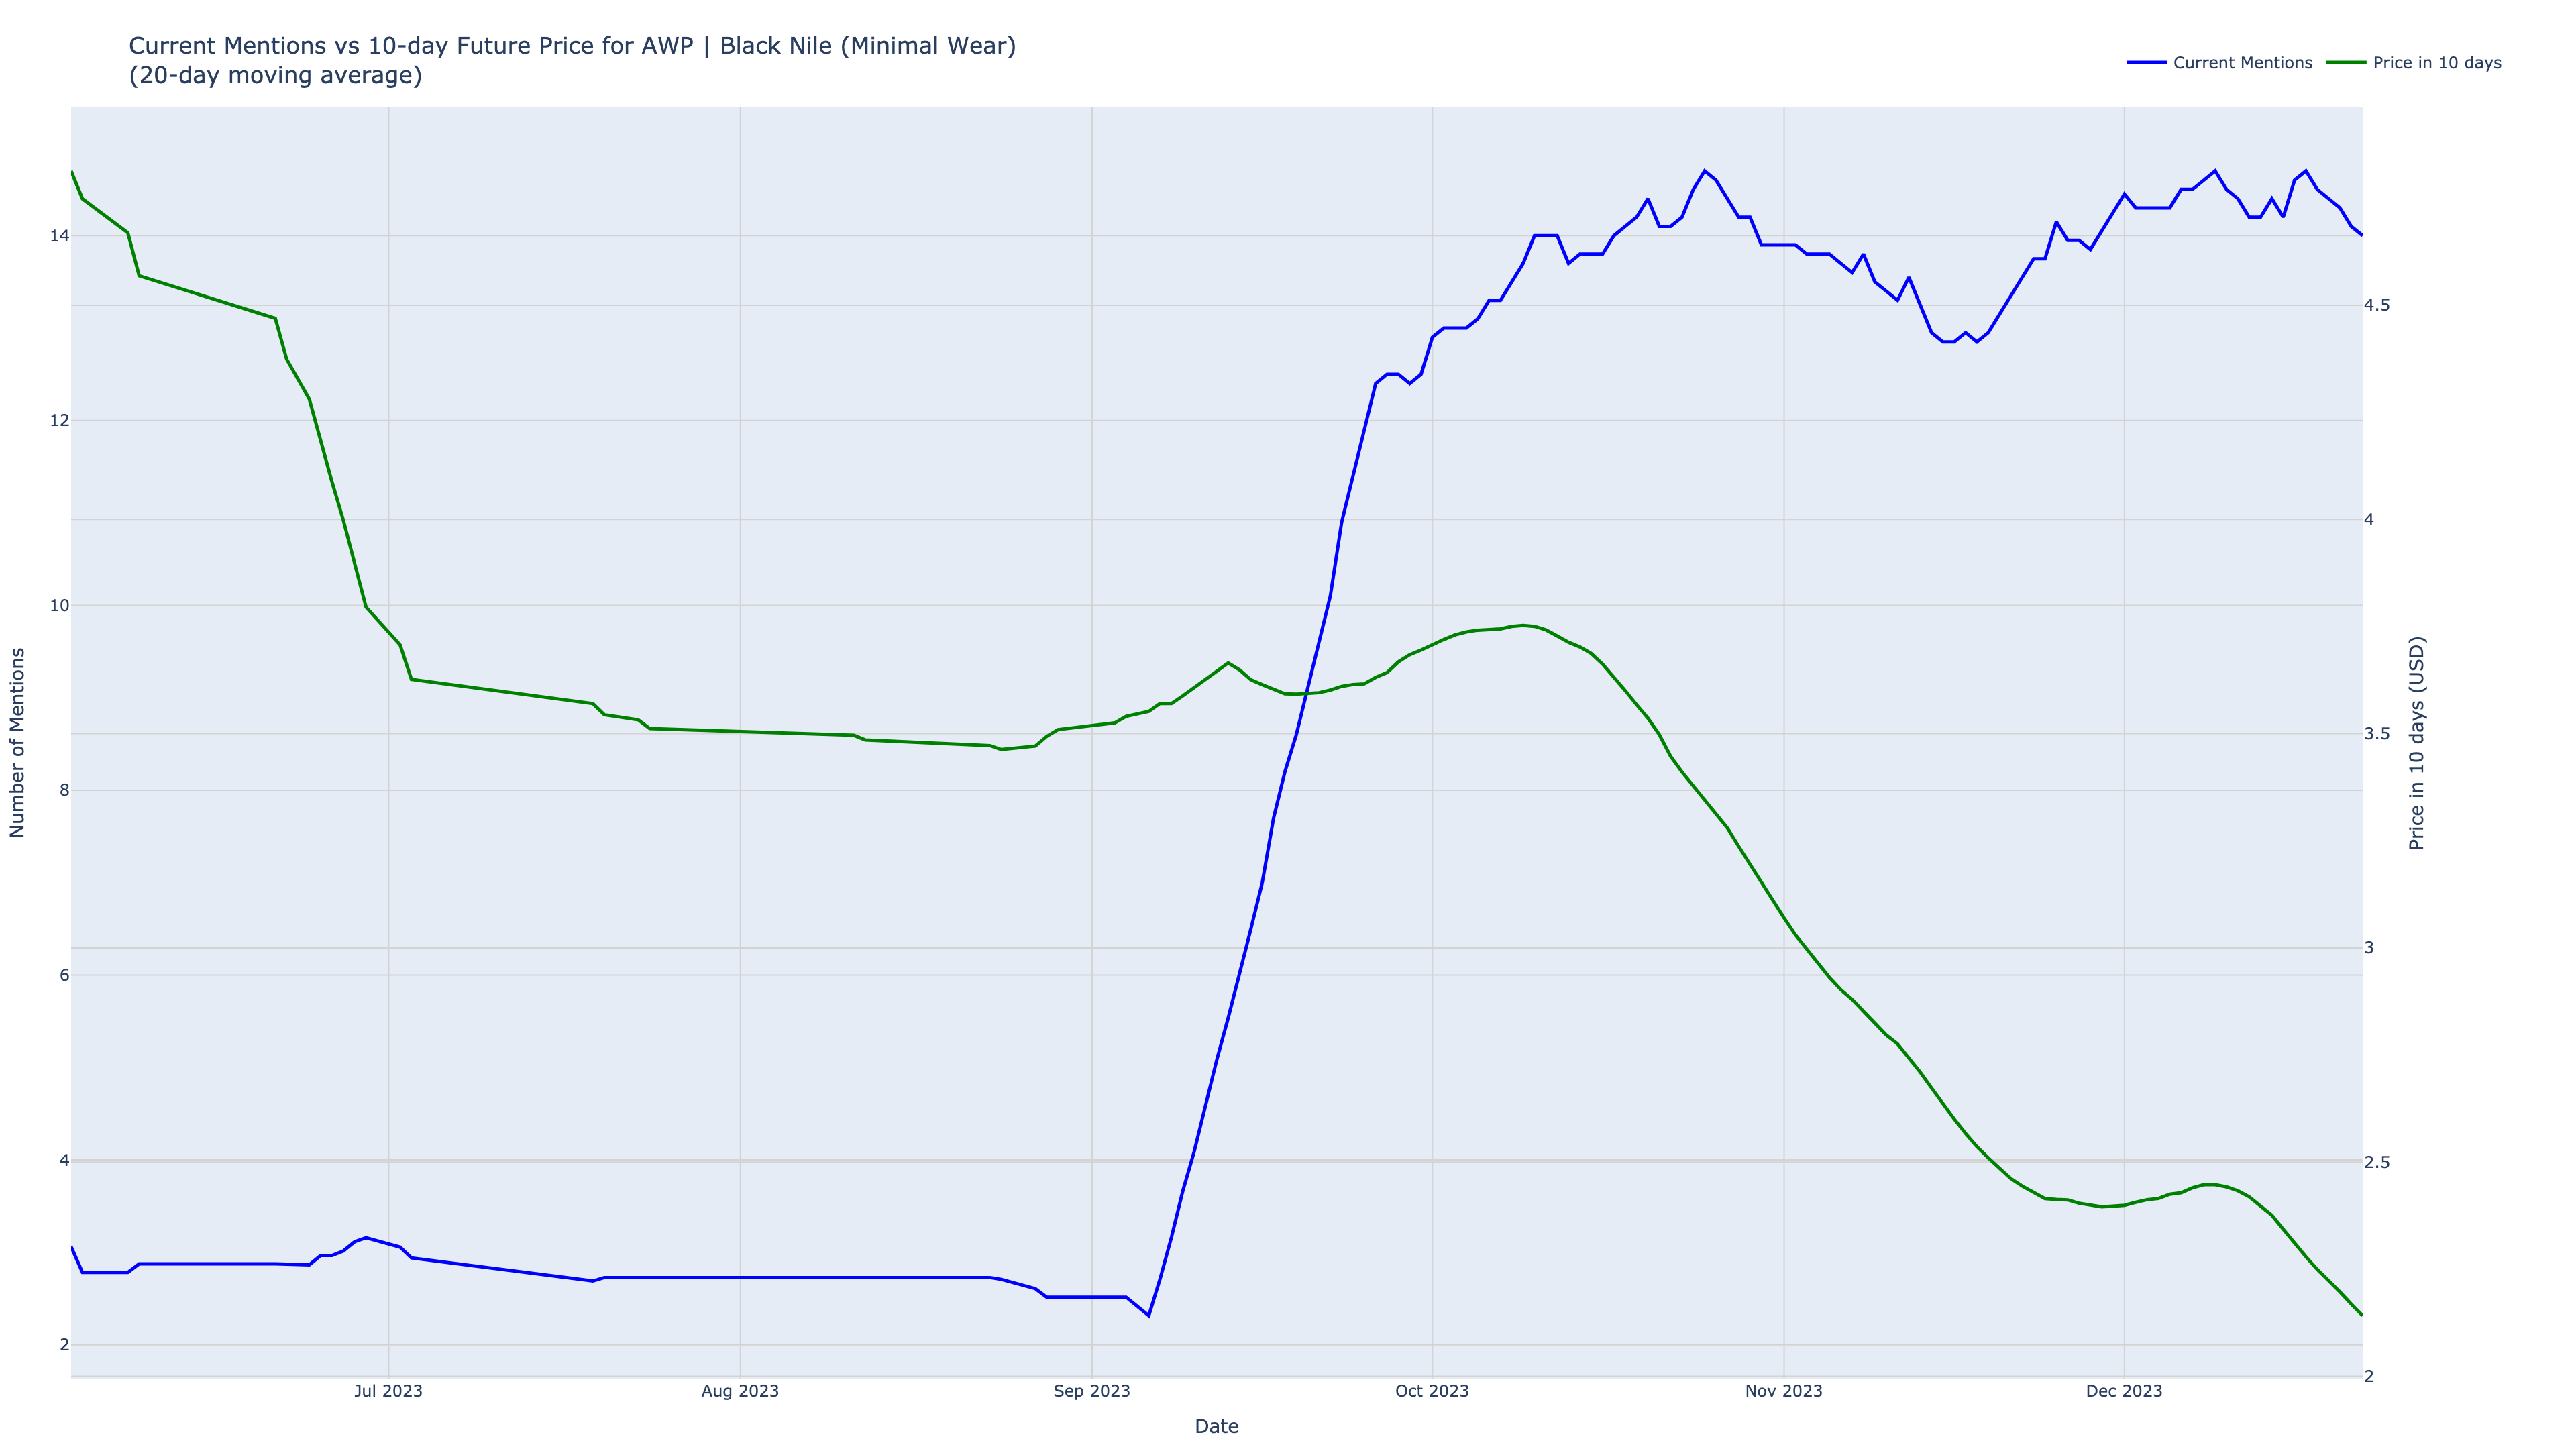 Current Mentions vs 10-day Future Price for AWP | Black Nile (Minimal Wear)
(20-day moving average)
Current Mentions
Price in 10 days
14
12
10
8
6
4
2
Number of Mentions
4.5
4
3.5
3
2.5
2
Price in 10 days (USD)
Jul 2023
Aug 2023
Sep 2023
Oct 2023
Nov 2023
Dec 2023
Date